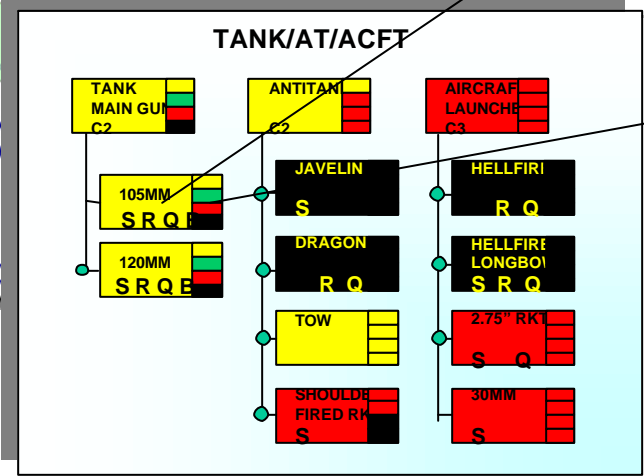 TANK/AT/ACFT
TANK
MAIN GUN
C2
105MM
S R Q B
120MM
S R Q B
ANTITAN
C2
JAVELIN
S
DRAGON
R Q
TOW
SHOULDE
FIRED RK
S
AIRCRAF
LAUNCHE
C3
HELLFIRE
R Q
HELLFIRE
LONGBOW
S R Q
2.75" RKT
S Q
30MM
S